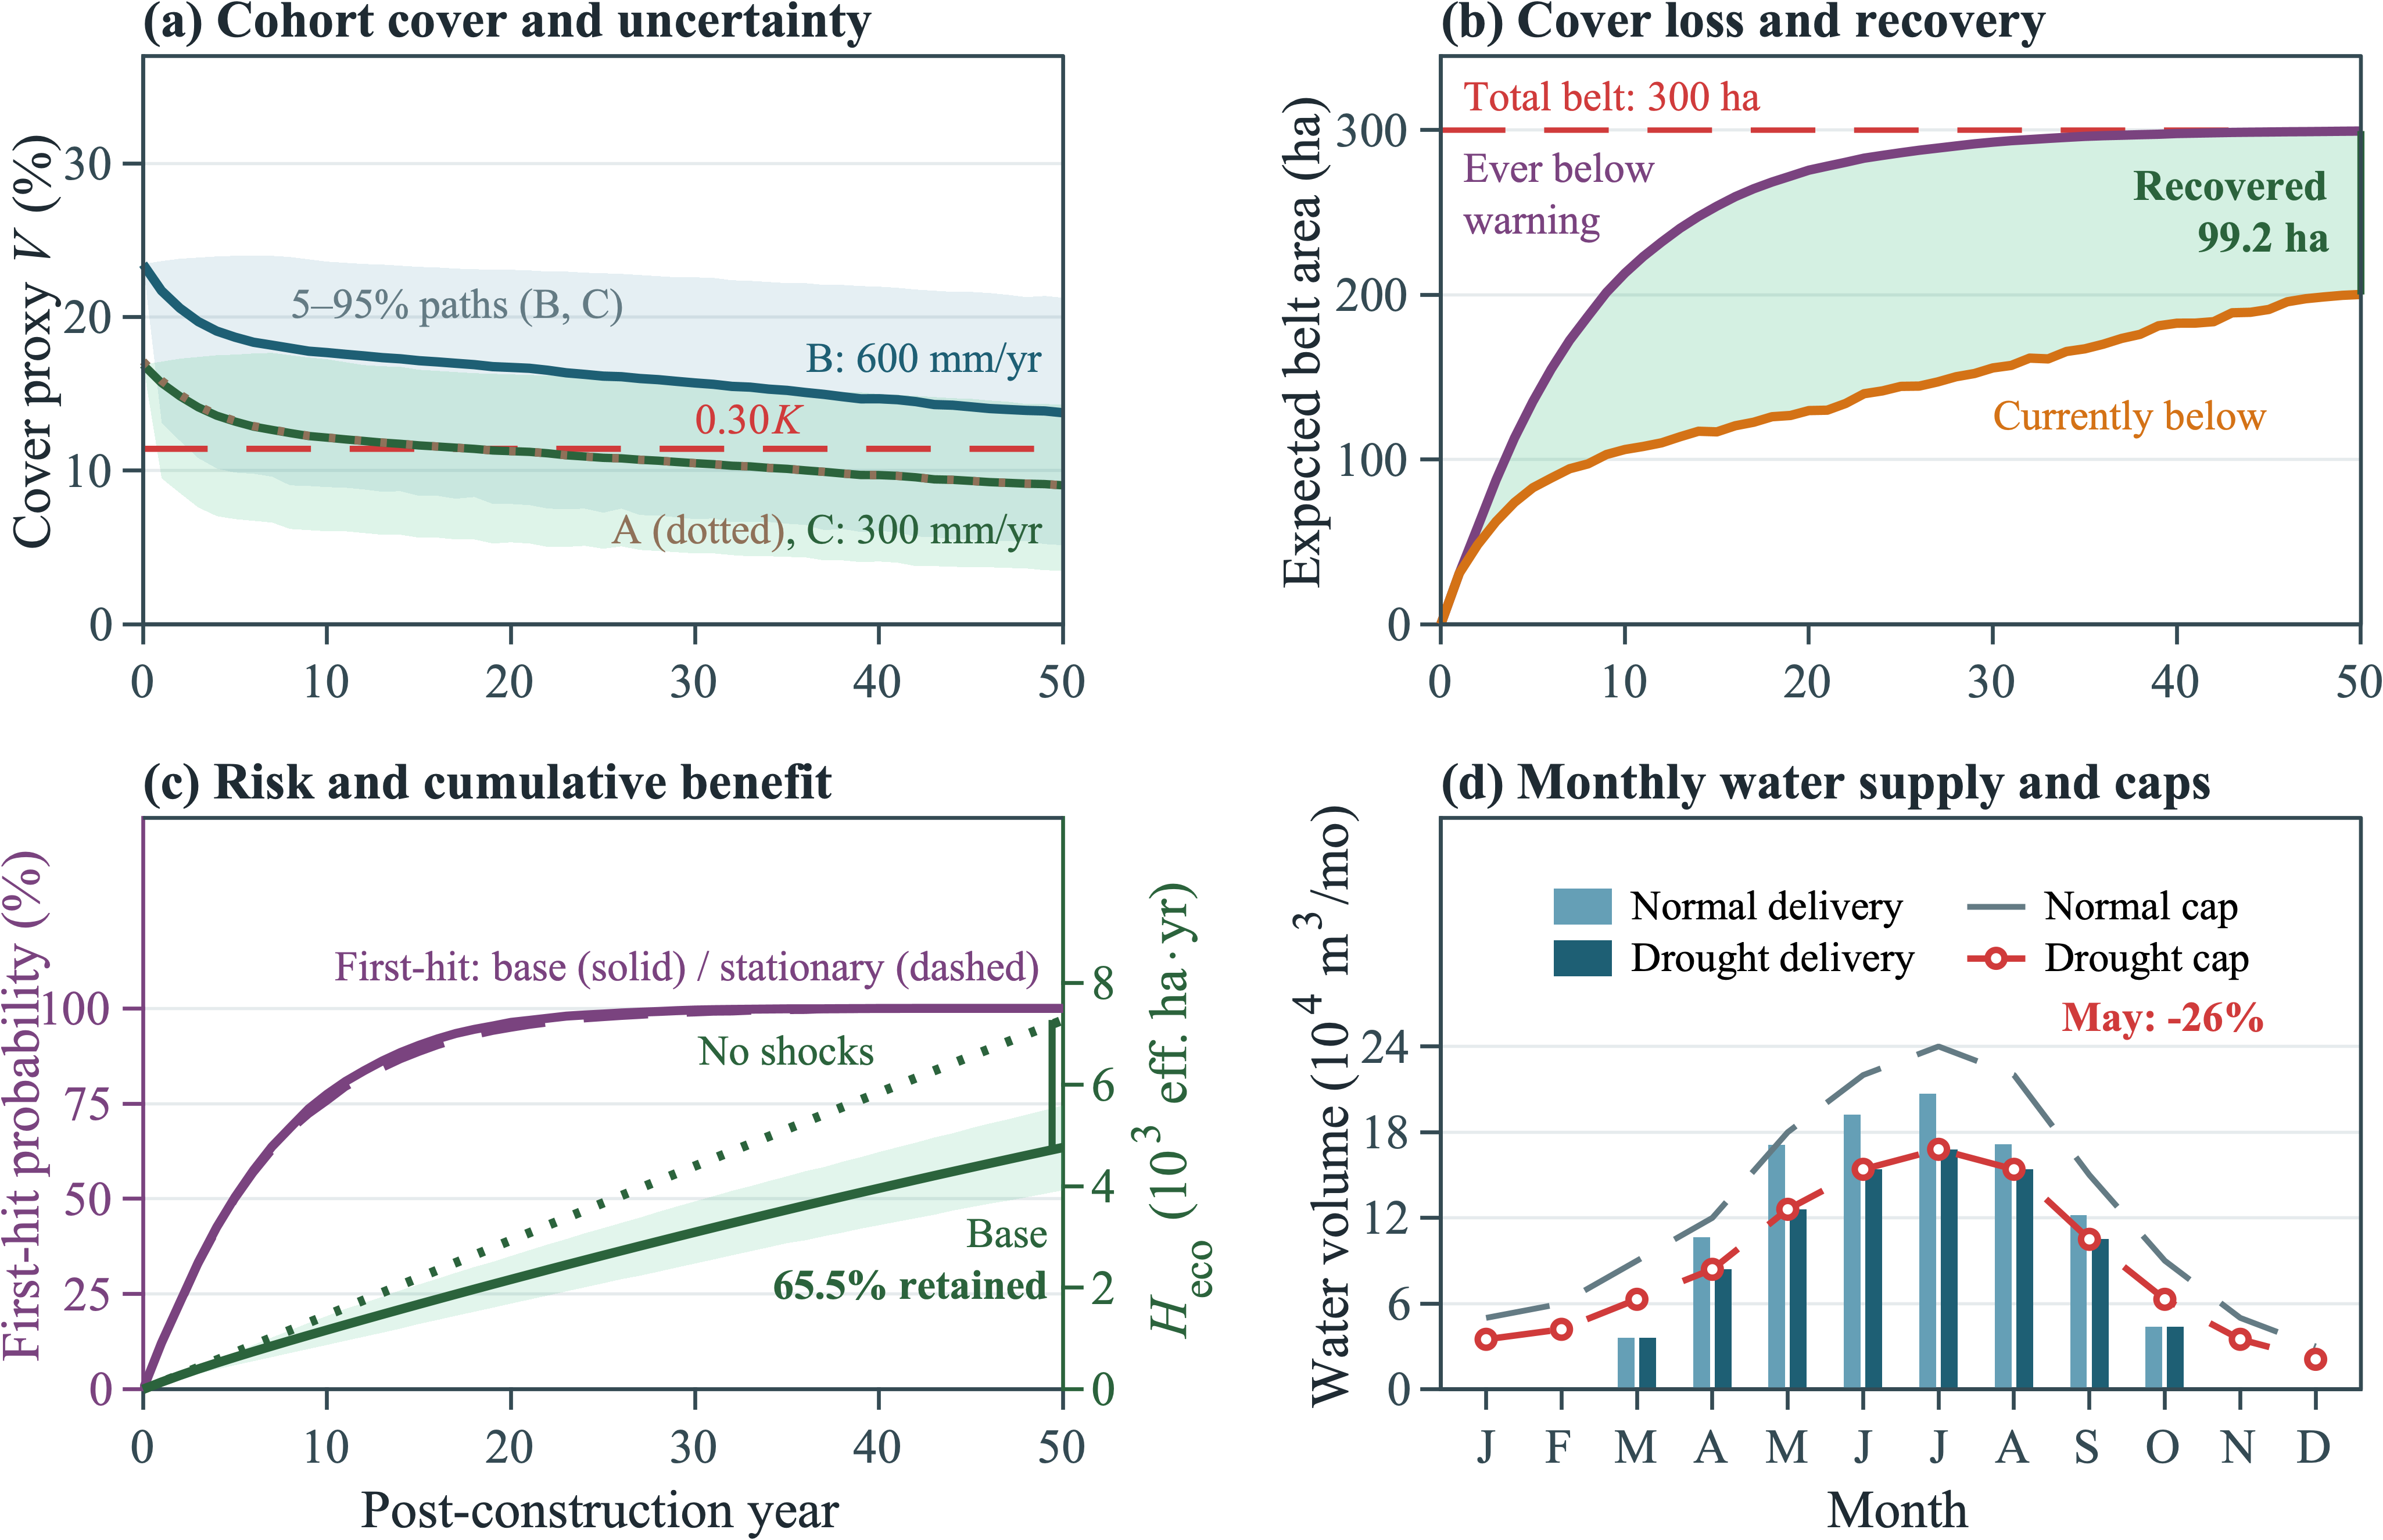 (a) Cohort cover and uncertainty
Cover proxy V (%)
30
20
10
0
5–95% paths (B, C)
B: 600 mm/yr
0.30K
A (dotted), C: 300 mm/yr
0 10 20 30 40 50
(b) Cover loss and recovery
Expected belt area (ha)
300
200
100
0
Total belt: 300 ha
Ever below
warning
Recovered
99.2 ha
Currently below
0 10 20 30 40 50
(c) Risk and cumulative benefit
First-hit probability (%)
100
75
50
25
0
First-hit: base (solid) / stationary (dashed)
No shocks
Base
65.5% retained
8
6
4
2
0
H_eco (10³ eff. ha·yr)
0 10 20 30 40 50
Post-construction year
(d) Monthly water supply and caps
Water volume (10⁴ m³/mo)
24
18
12
6
0
Normal delivery
Drought delivery
Normal cap
Drought cap
May: -26%
J F M A M J J A S O N D
Month